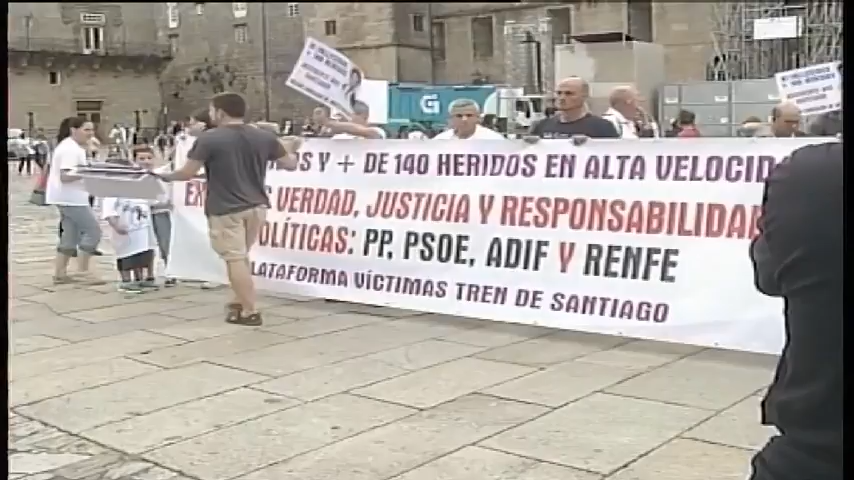 Y + DE 140 HERIDOS EN ALTA VELOCID
VERDAD, JUSTICIA Y RESPONSABILIDA
OLÍTICAS: PP, PSOE, ADIF Y RENFE
LATAFORMA VÍCTIMAS TREN DE SANTIAGO
G